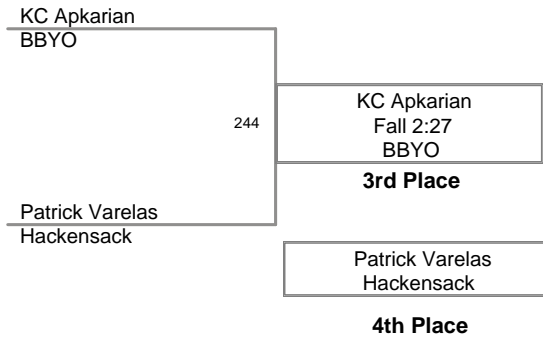 KC Apkarian
BBYO
244
KC Apkarian
Fall 2:27
BBYO
3rd Place
Patrick Varelas
Hackensack
Patrick Varelas
Hackensack
4th Place